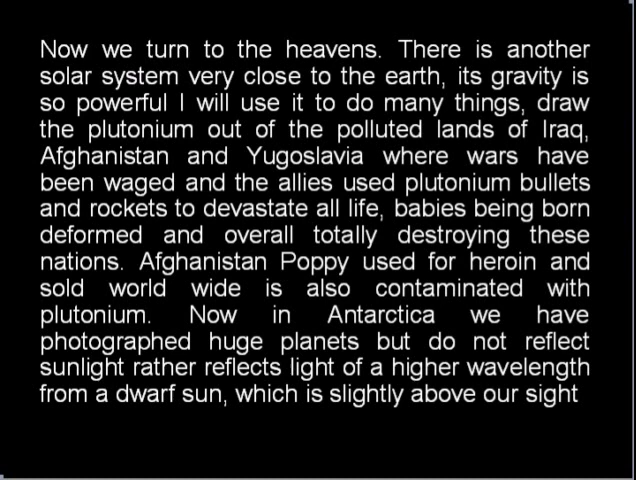 Now we turn to the heavens. There is another
solar system very close to the earth, its gravity is
so powerful I will use it to do many things, draw
the plutonium out of the polluted lands of Iraq,
Afghanistan and Yugoslavia where wars have
been waged and the allies used plutonium bullets
and rockets to devastate all life, babies being born
deformed and overall totally destroying these
nations. Afghanistan Poppy used for heroin and
sold world wide is also contaminated with
plutonium. Now in Antarctica we have
photographed huge planets but do not reflect
sunlight rather reflects light of a higher wavelength
from a dwarf sun, which is slightly above our sight